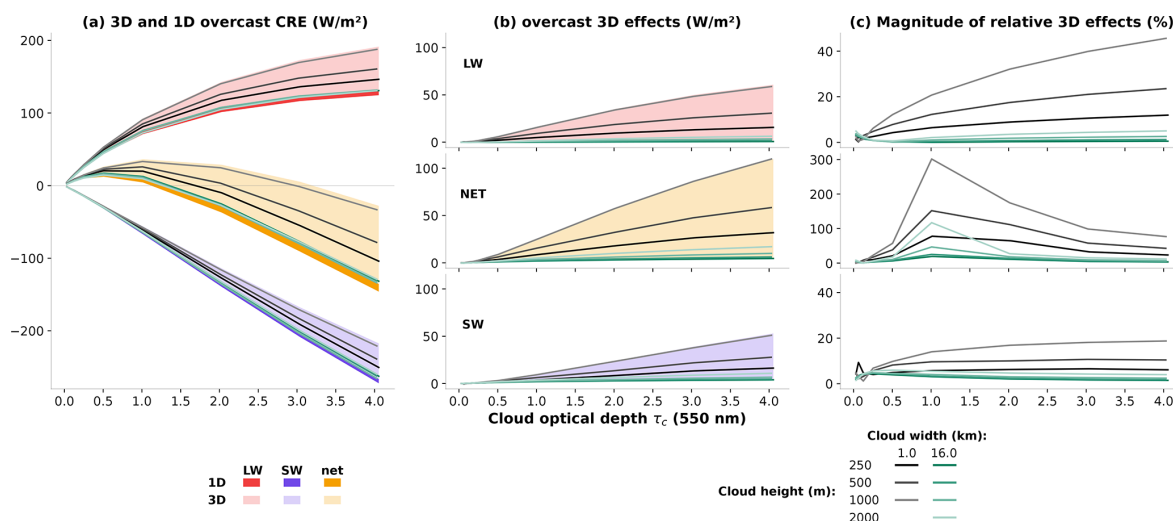 (a) 3D and 1D overcast CRE (W/m²)
(b) overcast 3D effects (W/m²)
(c) Magnitude of relative 3D effects (%)
200
100
0
−100
−200
0.0 0.5 1.0 1.5 2.0 2.5 3.0 3.5 4.0
LW
100
50
0
NET
100
50
0
SW
100
50
0
0.0 0.5 1.0 1.5 2.0 2.5 3.0 3.5 4.0
Cloud optical depth τc (550 nm)
40
20
0
300
200
100
0
40
20
0
0.0 0.5 1.0 1.5 2.0 2.5 3.0 3.5 4.0
LW SW net
1D
3D
Cloud width (km):
1.0 16.0
Cloud height (m):
250
500
1000
2000